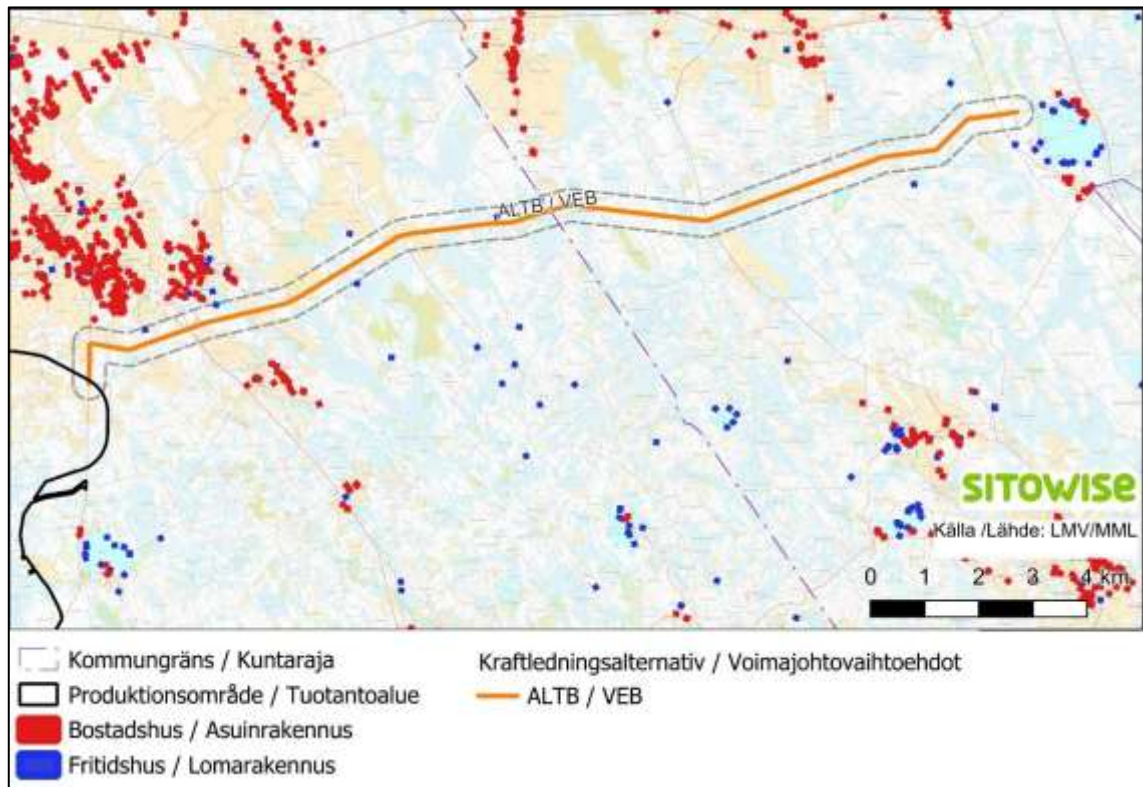 ALTB / VEB
SITOWISE
Källa /Lähde: LMV/MML
0 1 2 3 4 km
Kommungräns / Kuntaraja
Kraftledningsalternativ / Voimajohtovaihtoehdot
Produktionsområde / Tuotantoalue
ALTB / VEB
Bostadshus / Asuinrakennus
Fritidshus / Lomarakennus